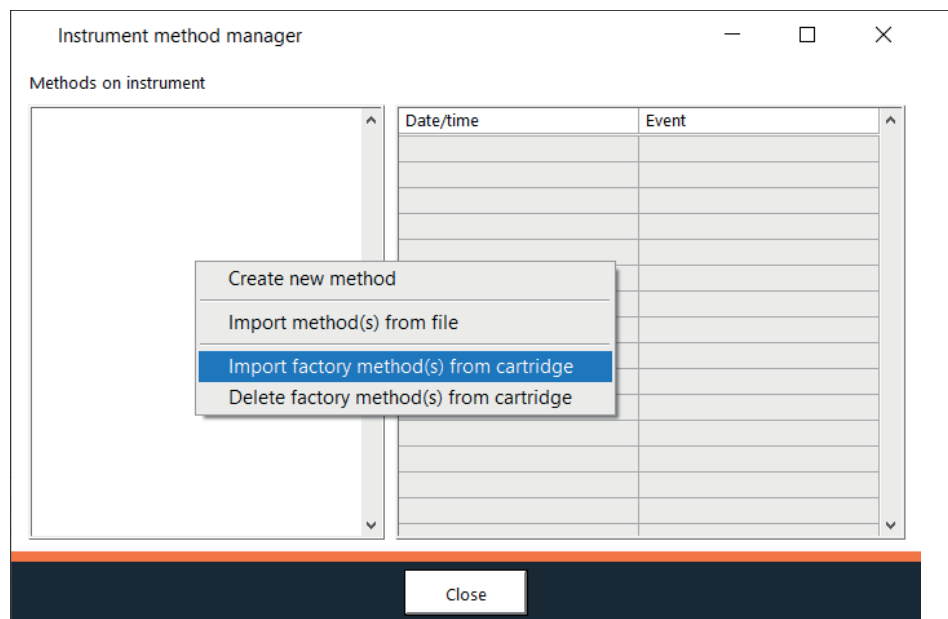 Instrument method manager
Methods on instrument
Date/time Event
Create new method
Import method(s) from file
Import factory method(s) from cartridge
Delete factory method(s) from cartridge
Close